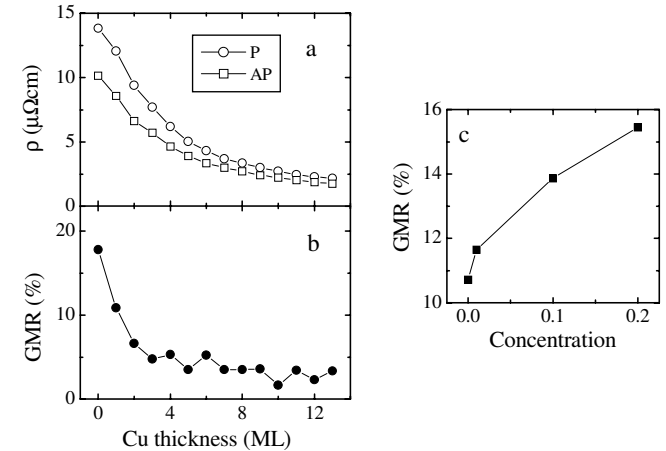 15
10
5
0
ρ (μΩcm)
P
AP
a
20
10
0
GMR (%)
b
0 4 8 12
Cu thickness (ML)
16
14
12
10
GMR (%)
c
0.0 0.1 0.2
Concentration